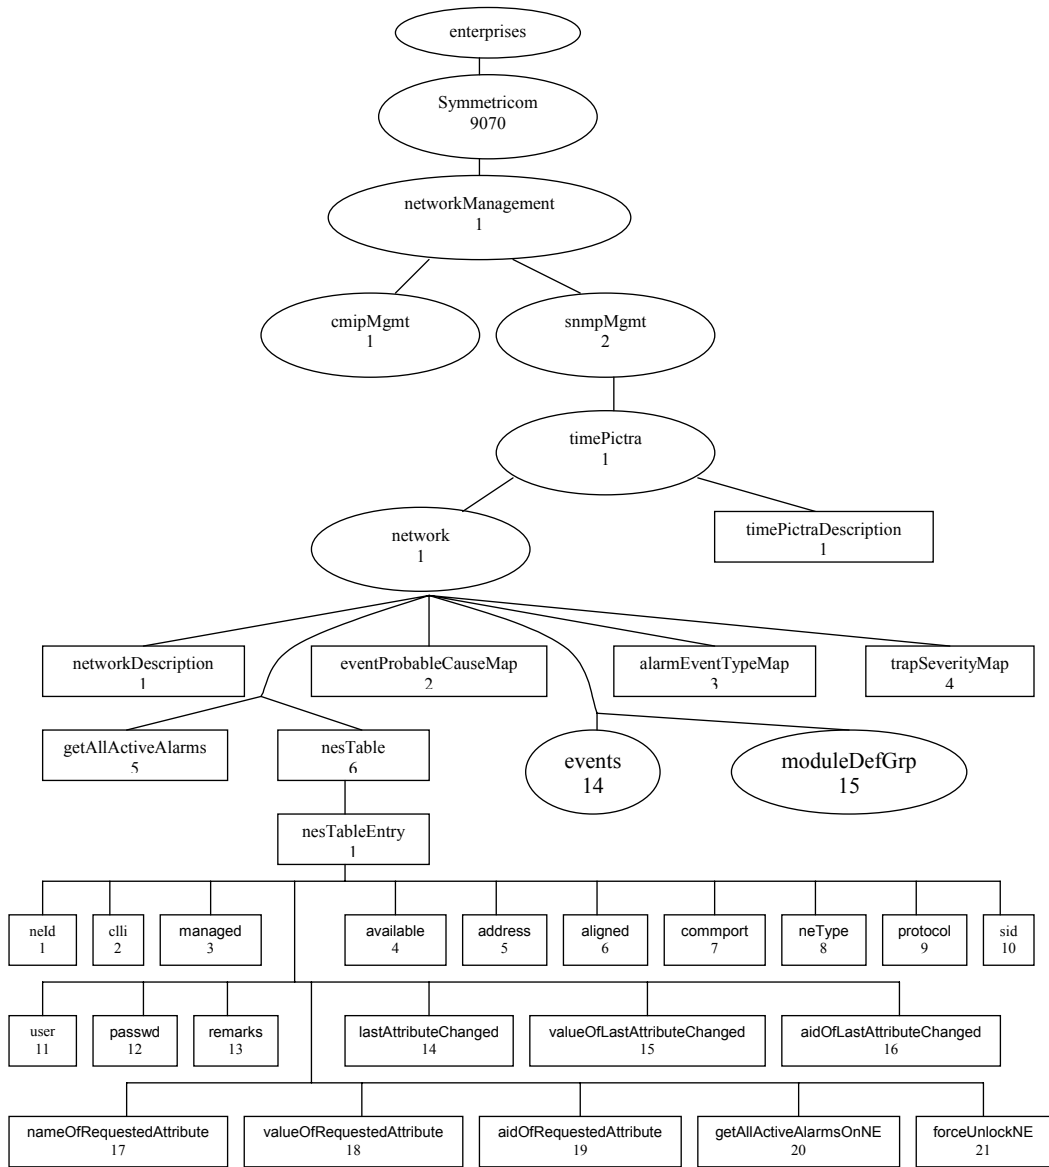 enterprises
Symmetricom
9070
networkManagement
1
cmipMgmt
1
snmpMgmt
2
timePictra
1
network
1
timePictraDescription
1
networkDescription
1
eventProbableCauseMap
2
alarmEventTypeMap
3
trapSeverityMap
4
getAllActiveAlarms
5
nesTable
6
events
14
moduleDefGrp
15
nesTableEntry
1
neId
1
clli
2
managed
3
available
4
address
5
aligned
6
commport
7
neType
8
protocol
9
sid
10
user
11
passwd
12
remarks
13
lastAttributeChanged
14
valueOfLastAttributeChanged
15
aidOfLastAttributeChanged
16
nameOfRequestedAttribute
17
valueOfRequestedAttribute
18
aidOfRequestedAttribute
19
getAllActiveAlarmsOnNE
20
forceUnlockNE
21